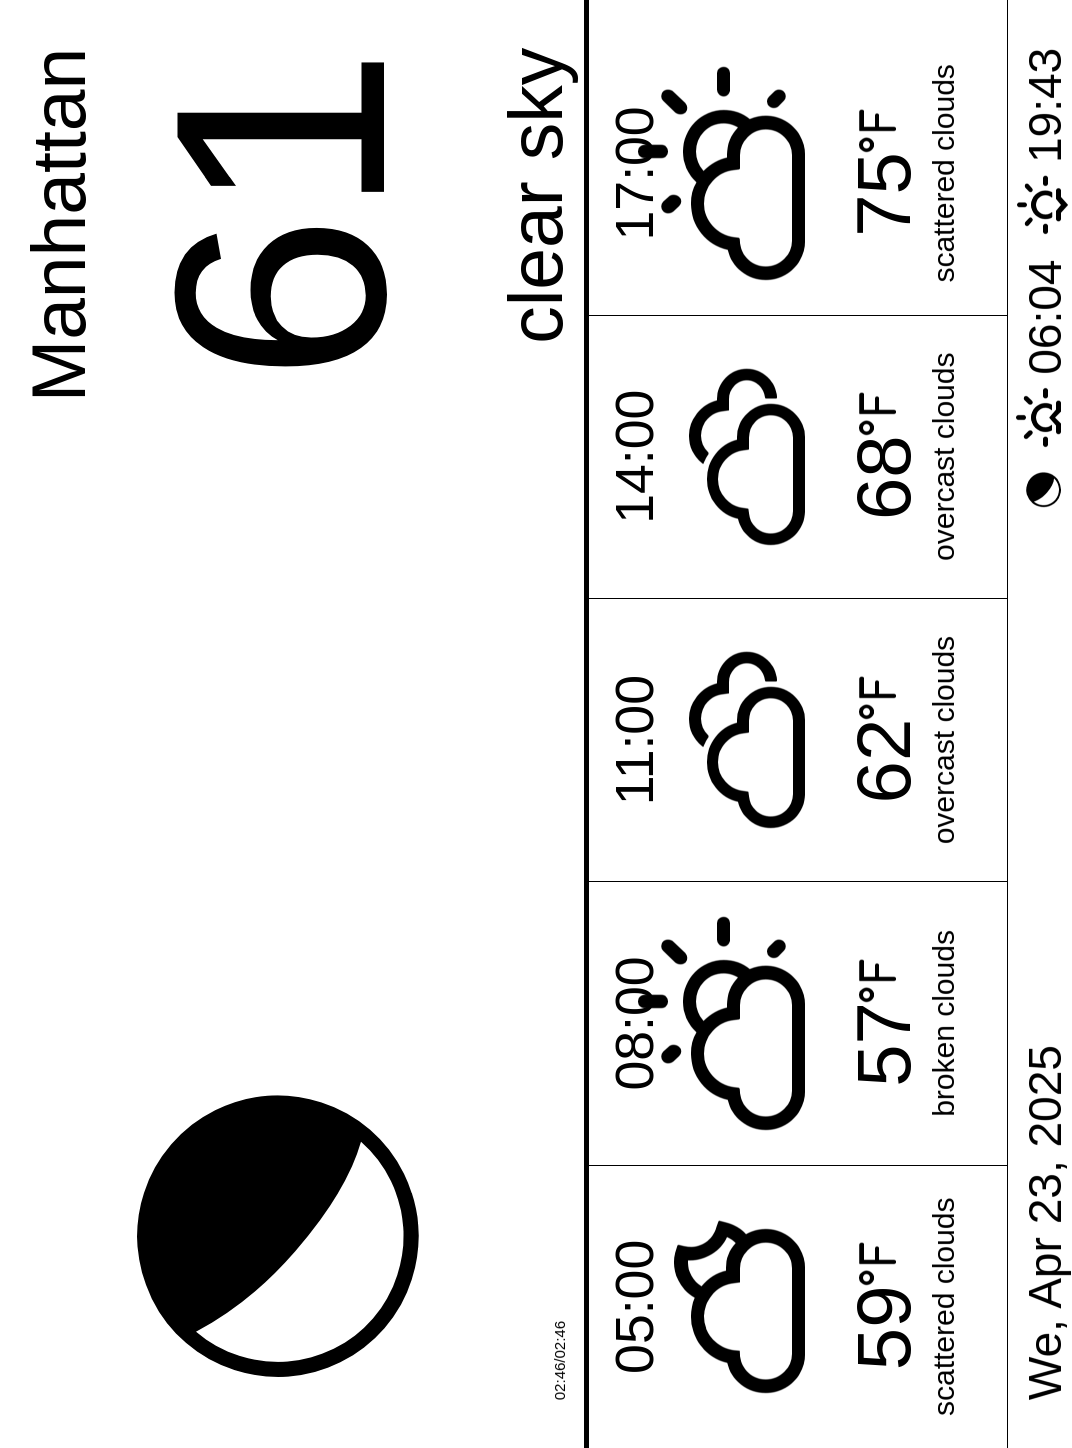 Manhattan
61
clear sky
02:46/02:46
05:00 08:00 11:00 14:00 17:00
59°F 57°F 62°F 68°F 75°F
scattered clouds broken clouds overcast clouds overcast clouds scattered clouds
We, Apr 23, 2025 06:04 19:43